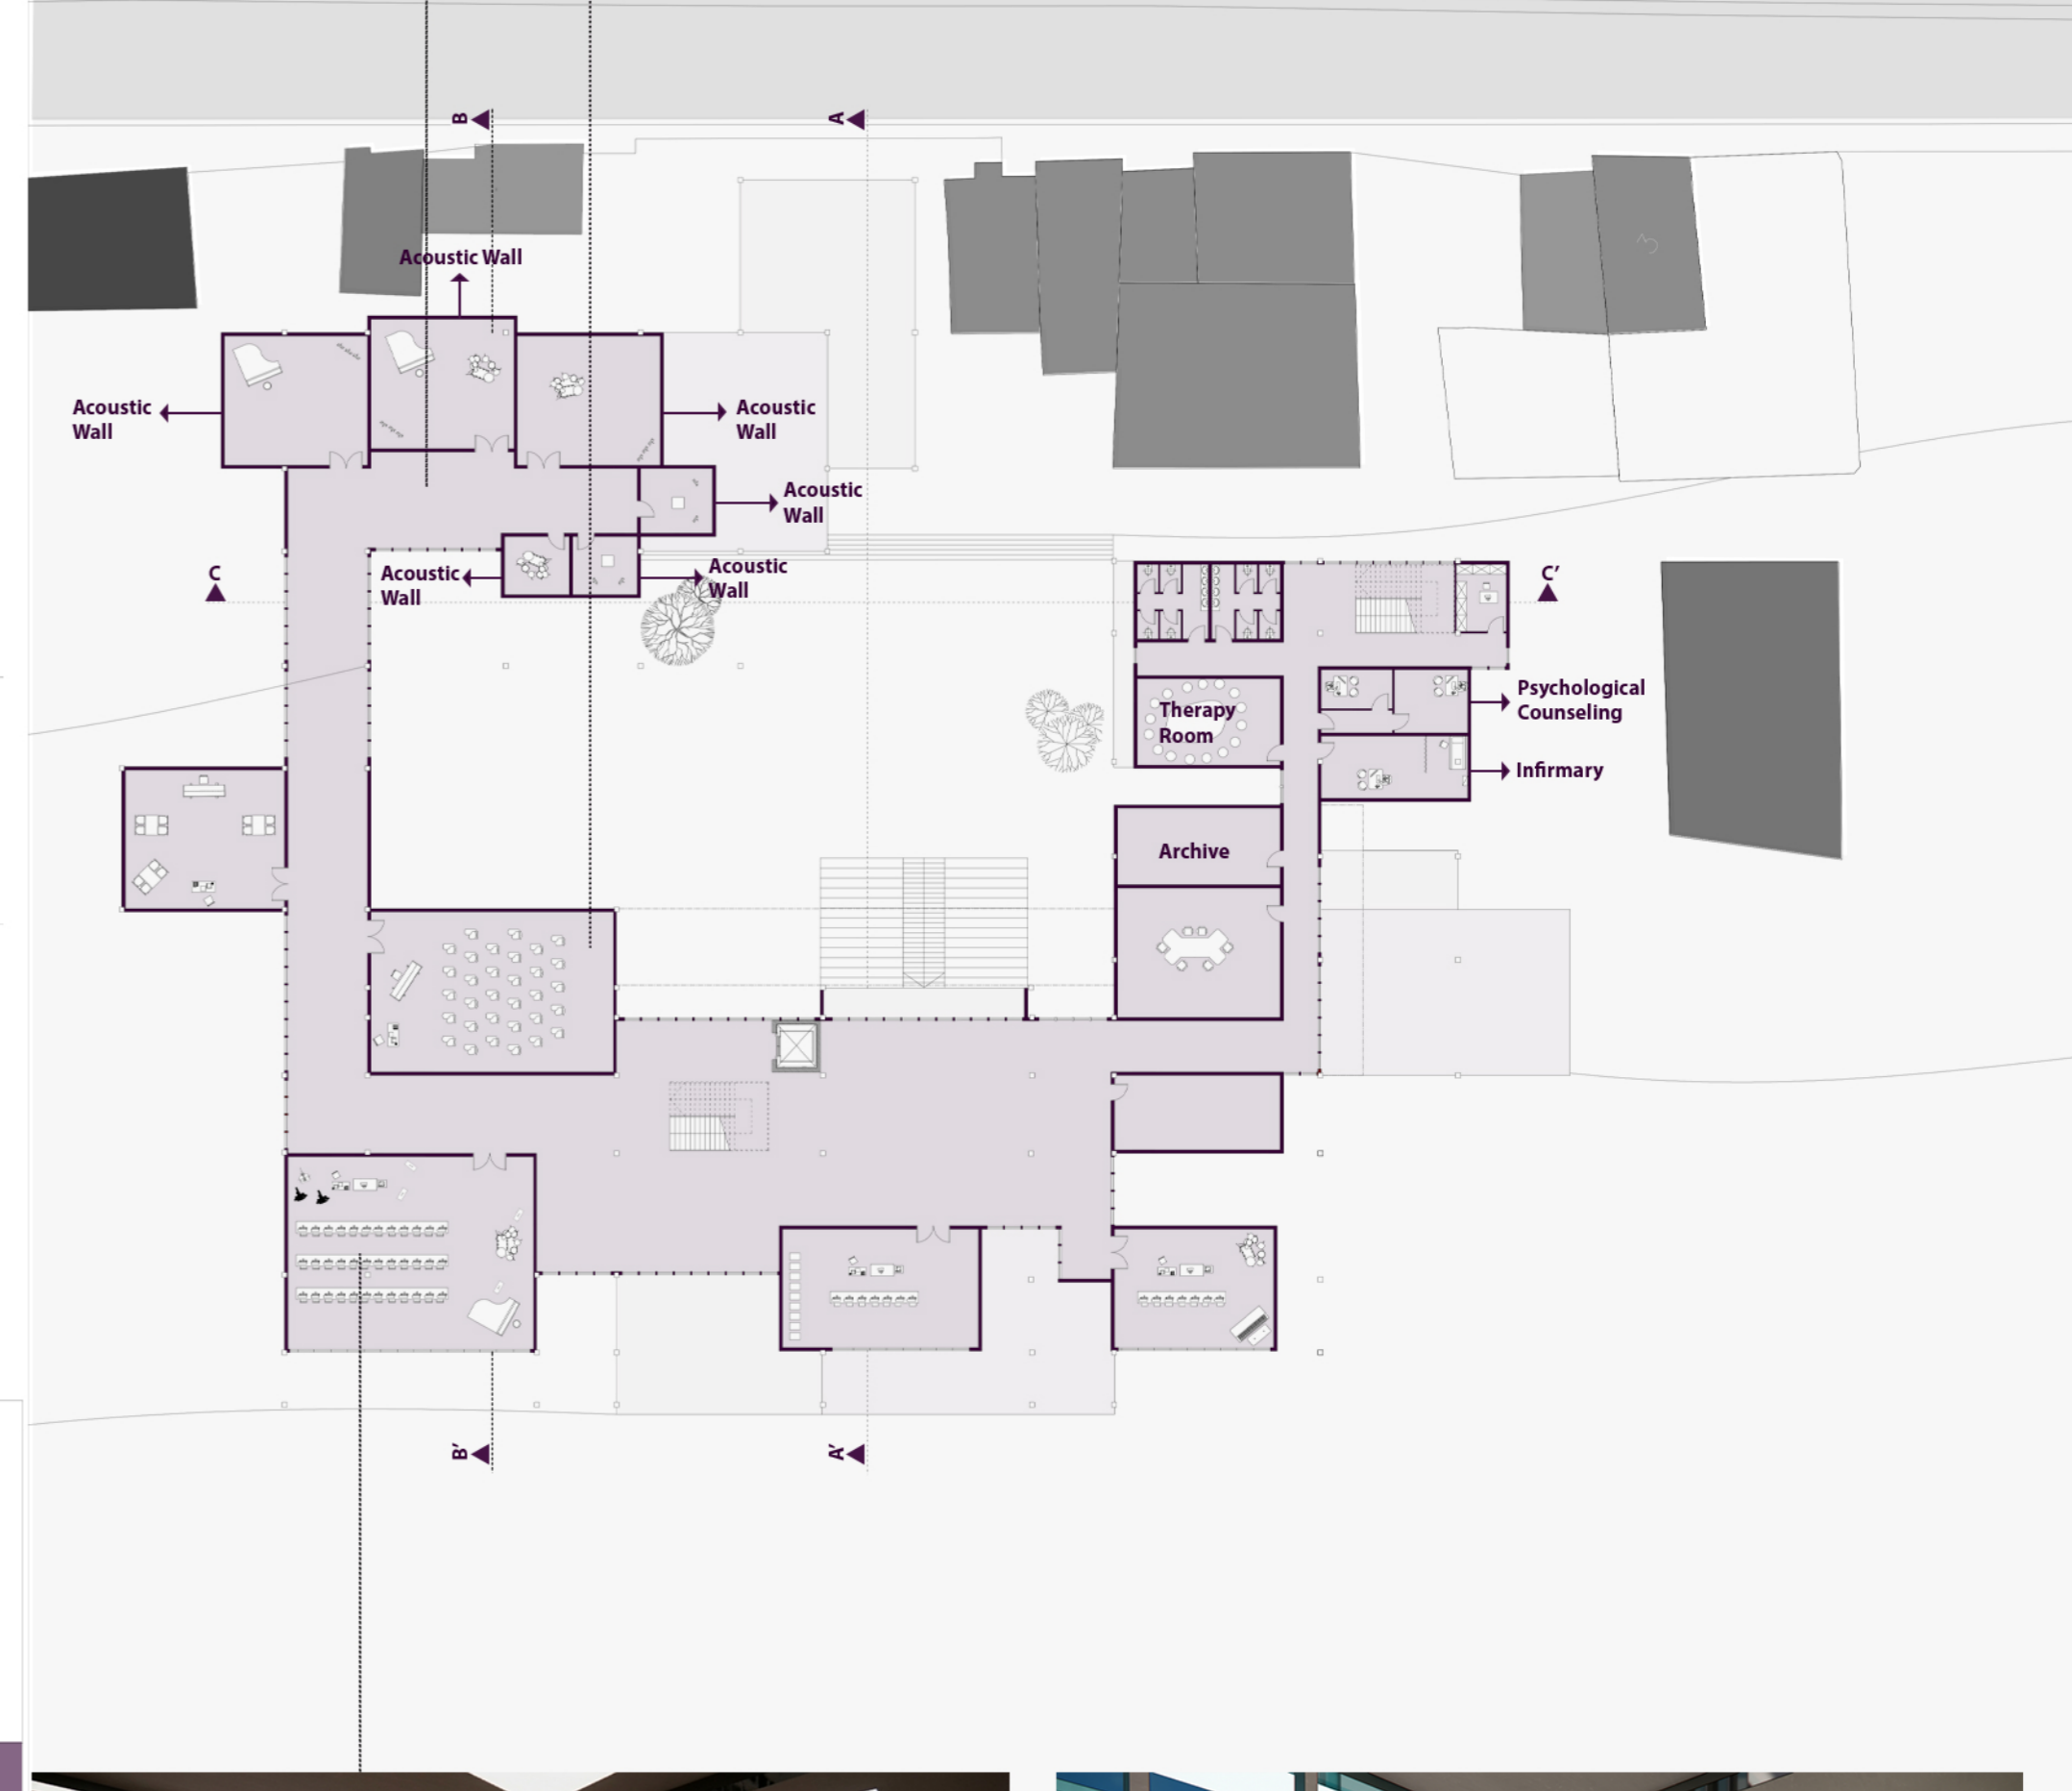 B
A
Acoustic Wall
Acoustic
Wall
Acoustic
Wall
Acoustic
Wall
C
Acoustic
Wall
Acoustic
Wall
C’
Therapy
Room
Psychological
Counseling
Infirmary
Archive
B’
A’